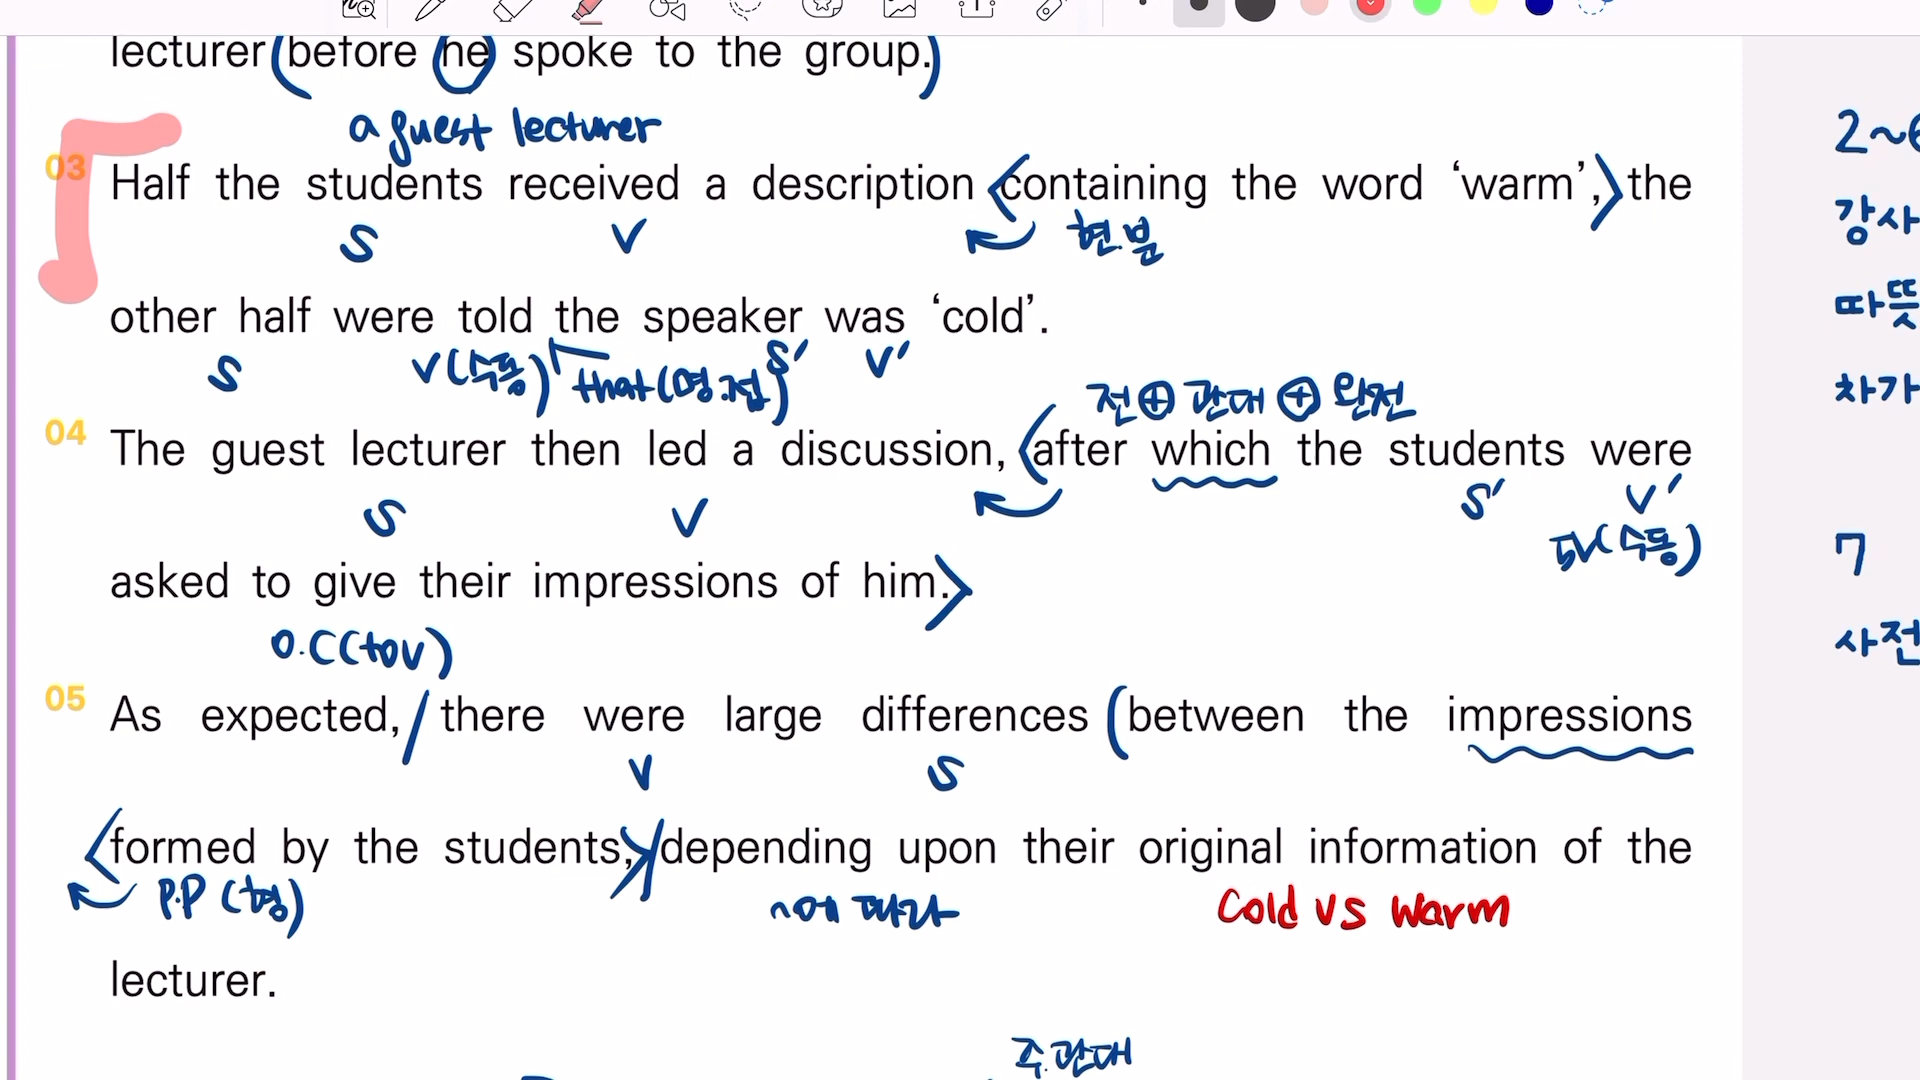 lecturer (before he spoke to the group.)
a guest lecturer
03 Half the students received a description <containing the word ‘warm’,> the
S V 현.분
other half were told the speaker was ‘cold’.
S V(수동) that(명.접) S' V'
전⊕관대⊕완전
04 The guest lecturer then led a discussion, <after which the students were
S V S' V'
5V(수동)
asked to give their impressions of him.>
O.C(toV)
05 As expected, / there were large differences (between the impressions
V S
<formed by the students,>/ depending upon their original information of the
P.P (형) ~에 따라 Cold vs Warm
lecturer.
주.관대
2~6
강사
따뜻
차가
7
사전